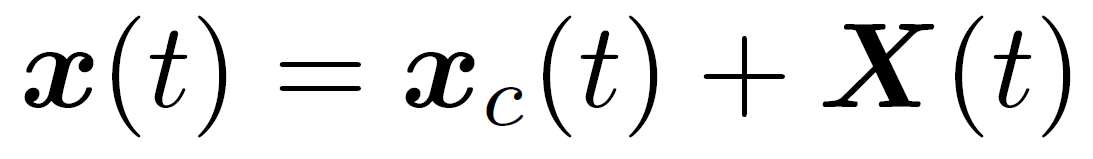 𝒙(t) = 𝒙_c(t) + 𝑿(t)